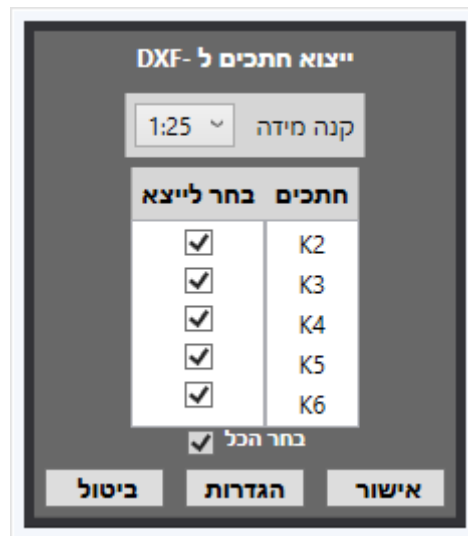 ייצוא חתכים ל -DXF
קנה מידה 1:25
חתכים בחר לייצא
K2
K3
K4
K5
K6
בחר הכל
אישור הגדרות ביטול